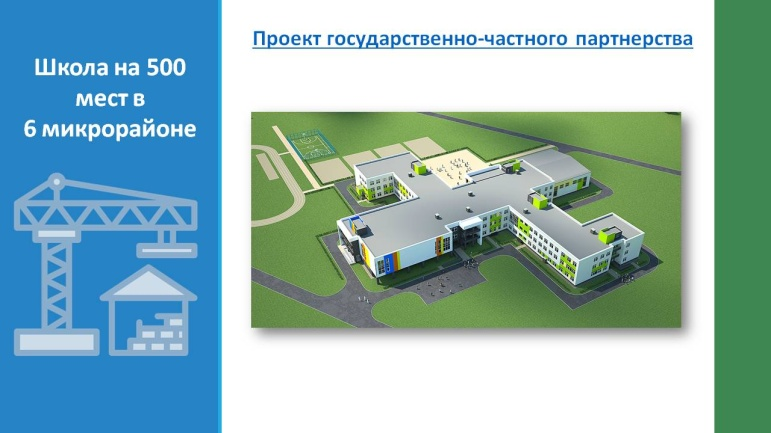 Школа на 500
мест в
6 микрорайоне
Проект государственно-частного партнерства